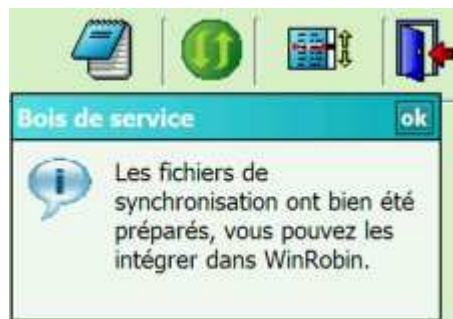 Bois de service
ok
Les fichiers de
synchronisation ont bien été
préparés, vous pouvez les
intégrer dans WinRobin.